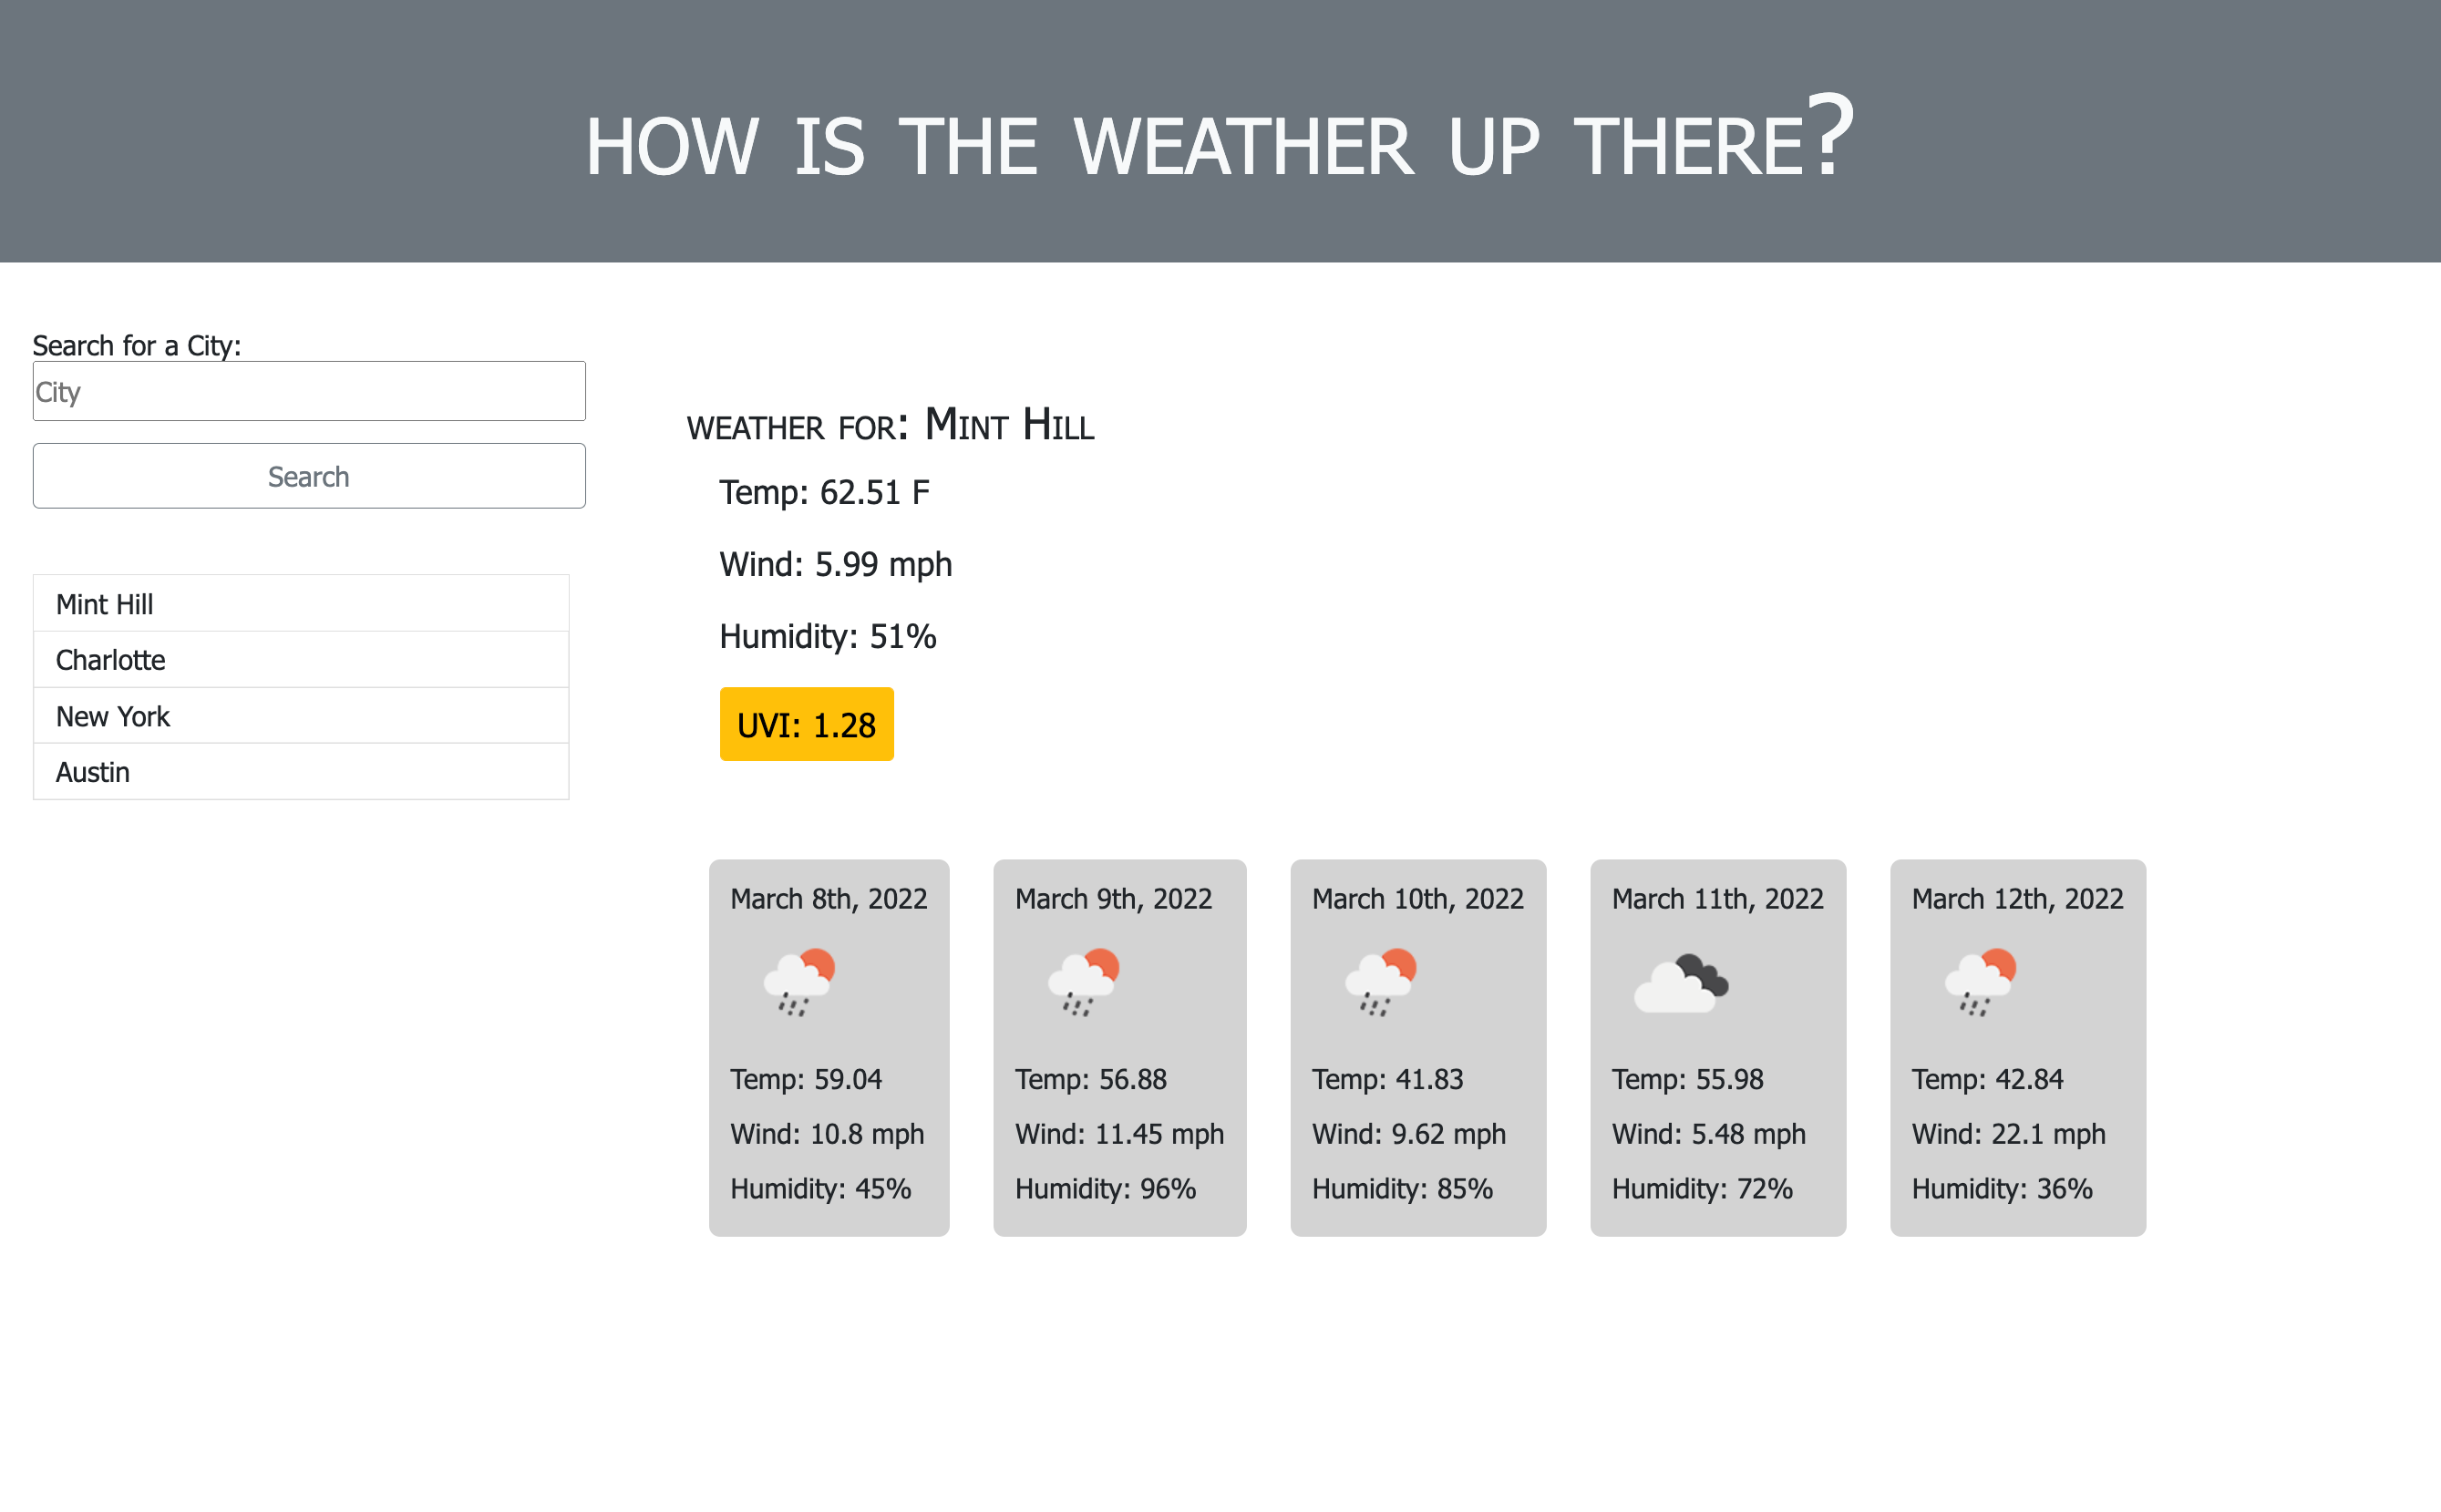 HOW IS THE WEATHER UP THERE?
Search for a City:
City
Search
Mint Hill
Charlotte
New York
Austin
WEATHER FOR: MINT HILL
Temp: 62.51 F
Wind: 5.99 mph
Humidity: 51%
UVI: 1.28
March 8th, 2022
Temp: 59.04
Wind: 10.8 mph
Humidity: 45%
March 9th, 2022
Temp: 56.88
Wind: 11.45 mph
Humidity: 96%
March 10th, 2022
Temp: 41.83
Wind: 9.62 mph
Humidity: 85%
March 11th, 2022
Temp: 55.98
Wind: 5.48 mph
Humidity: 72%
March 12th, 2022
Temp: 42.84
Wind: 22.1 mph
Humidity: 36%